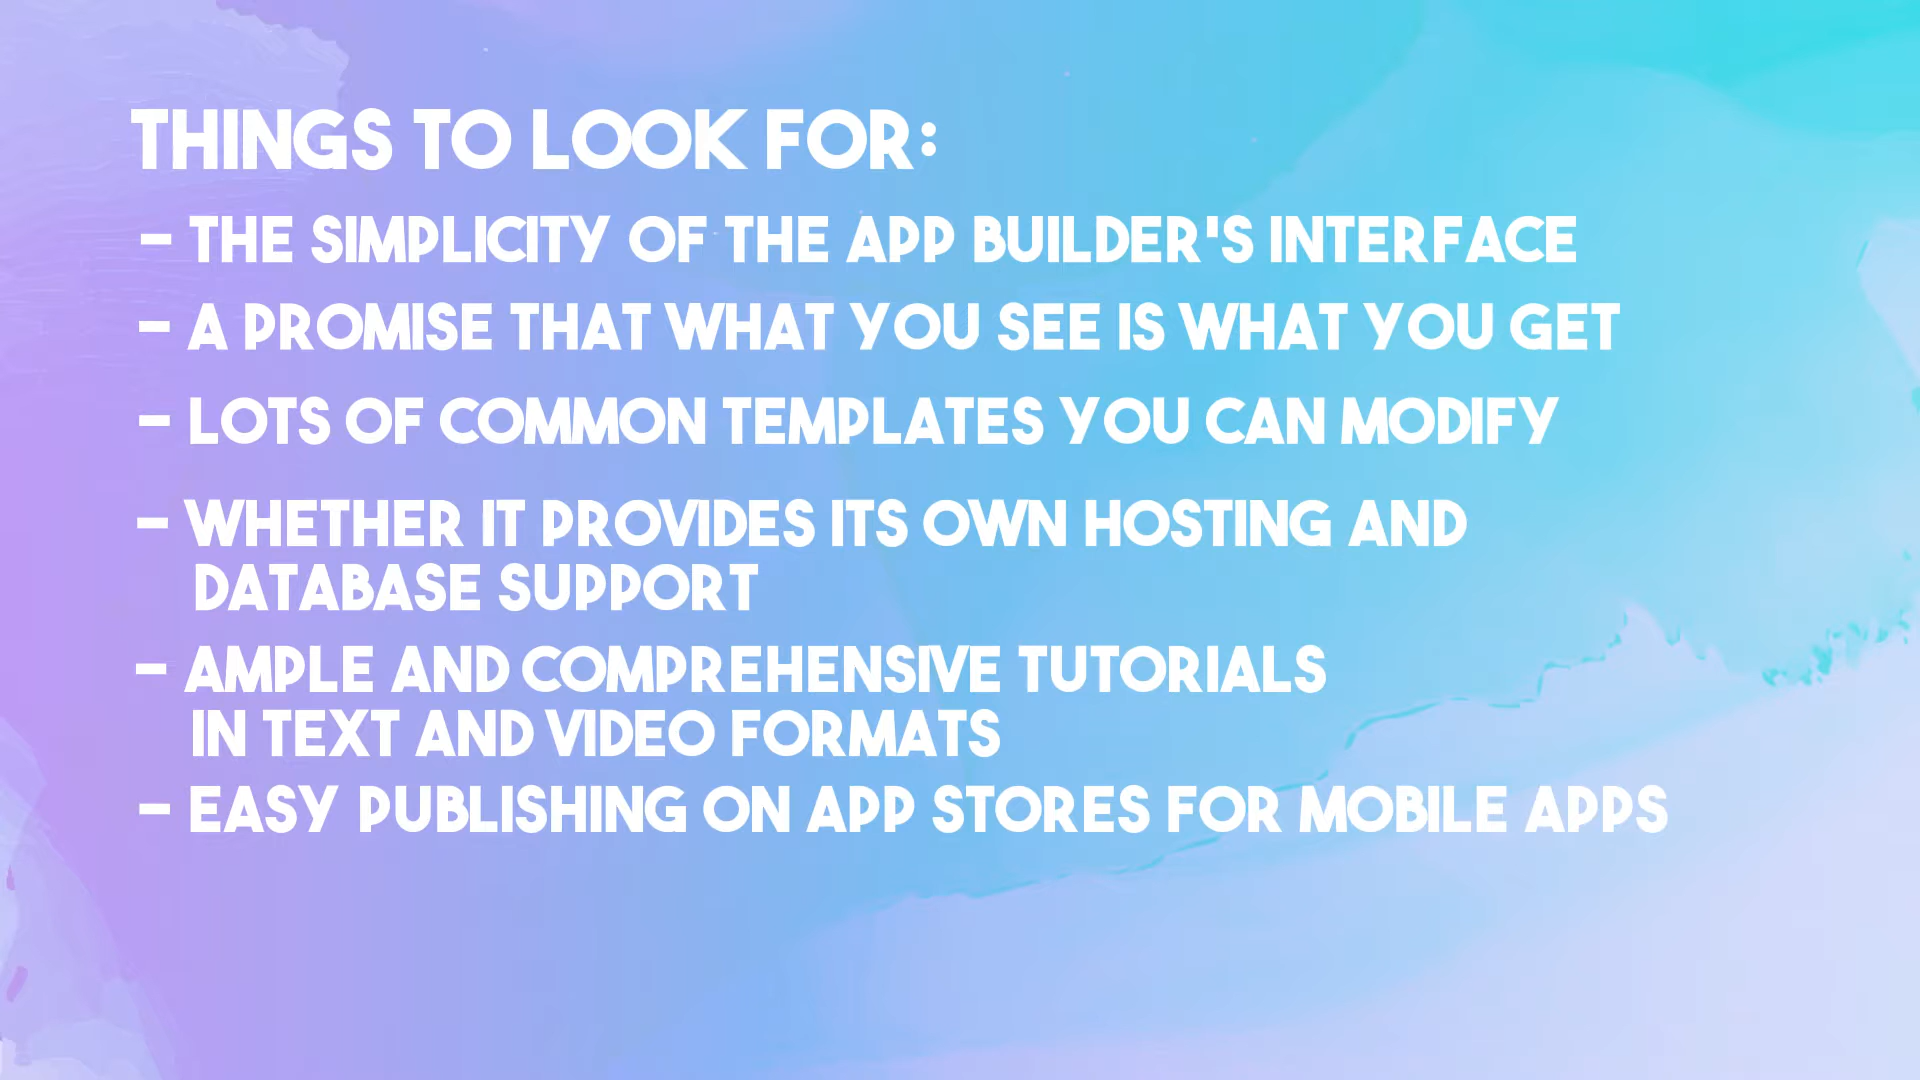 THINGS TO LOOK FOR:
- THE SIMPLICITY OF THE APP BUILDER'S INTERFACE
- A PROMISE THAT WHAT YOU SEE IS WHAT YOU GET
- LOTS OF COMMON TEMPLATES YOU CAN MODIFY
- WHETHER IT PROVIDES ITS OWN HOSTING AND
DATABASE SUPPORT
- AMPLE AND COMPREHENSIVE TUTORIALS
IN TEXT AND VIDEO FORMATS
- EASY PUBLISHING ON APP STORES FOR MOBILE APPS